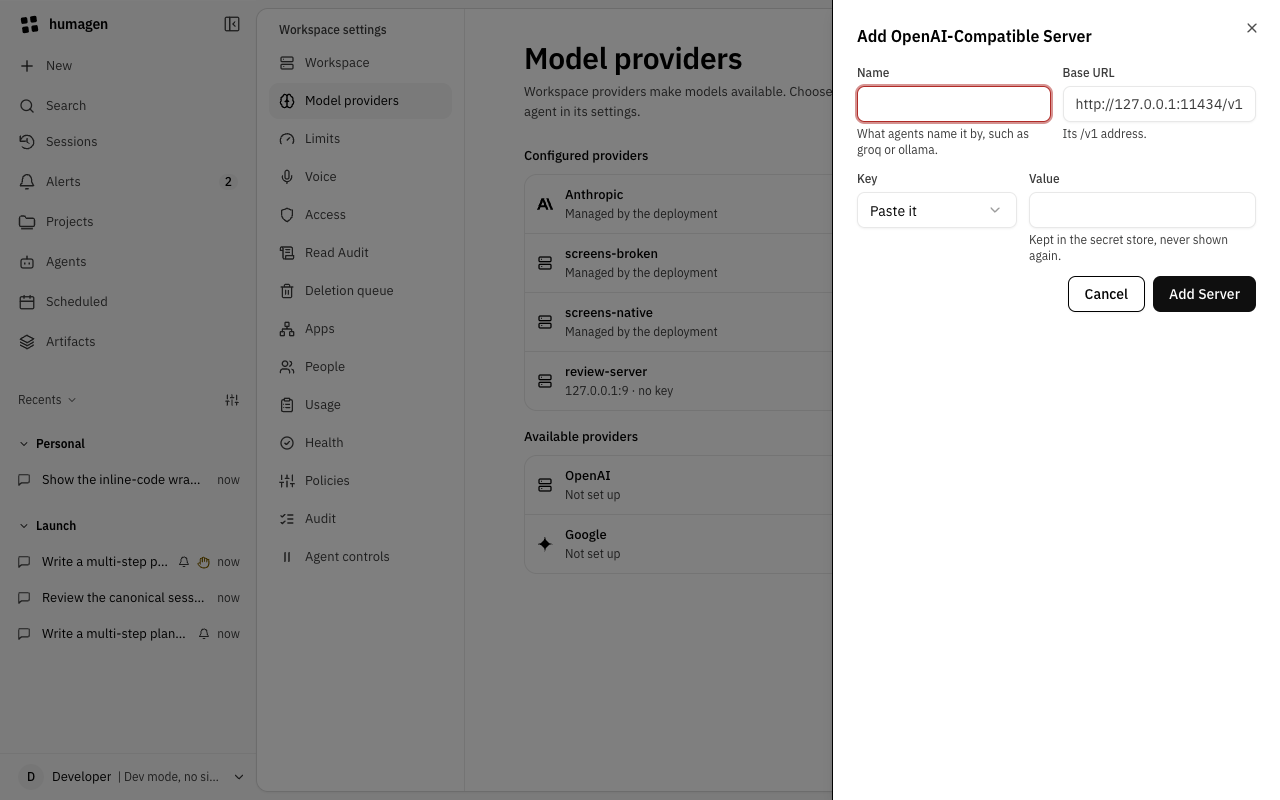 humagen
New
Search
Sessions
Alerts 2
Projects
Agents
Scheduled
Artifacts
Recents
Personal
Show the inline-code wra... now
Launch
Write a multi-step p... now
Review the canonical sess... now
Write a multi-step plan... now
D Developer | Dev mode, no si...
Workspace settings
Workspace
Model providers
Limits
Voice
Access
Read Audit
Deletion queue
Apps
People
Usage
Health
Policies
Audit
Agent controls
Model providers
Workspace providers make models available. Choose
agent in its settings.
Configured providers
Anthropic
Managed by the deployment
screens-broken
Managed by the deployment
screens-native
Managed by the deployment
review-server
127.0.0.1:9 · no key
Available providers
OpenAI
Not set up
Google
Not set up
Add OpenAI-Compatible Server
Name
What agents name it by, such as
groq or ollama.
Base URL
http://127.0.0.1:11434/v1
Its /v1 address.
Key
Paste it
Value
Kept in the secret store, never shown
again.
Cancel
Add Server